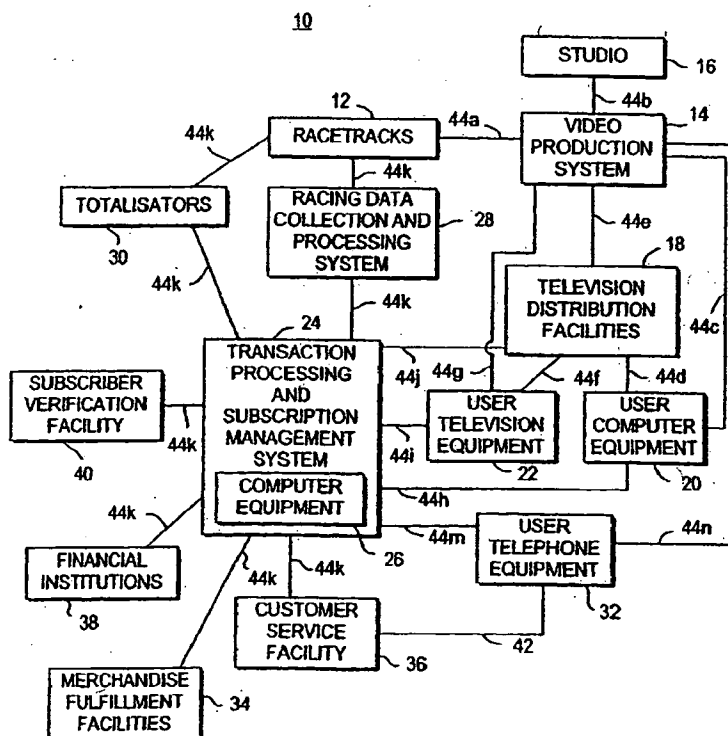 10
STUDIO
16
44b
12
RACETRACKS
44a
14
VIDEO
PRODUCTION
SYSTEM
44k
44k
TOTALISATORS
30
RACING DATA
COLLECTION AND
PROCESSING
SYSTEM
28
44e
18
TELEVISION
DISTRIBUTION
FACILITIES
44c
44k
44k
24
TRANSACTION
PROCESSING
AND
SUBSCRIPTION
MANAGEMENT
SYSTEM
44j
44g
44f
44d
SUBSCRIBER
VERIFICATION
FACILITY
40
44k
44i
USER
TELEVISION
EQUIPMENT
22
USER
COMPUTER
EQUIPMENT
20
COMPUTER
EQUIPMENT
26
44h
44k
FINANCIAL
INSTITUTIONS
38
44k
44k
44m
USER
TELEPHONE
EQUIPMENT
32
44n
CUSTOMER
SERVICE
FACILITY
36
42
MERCHANDISE
FULFILLMENT
FACILITIES
34